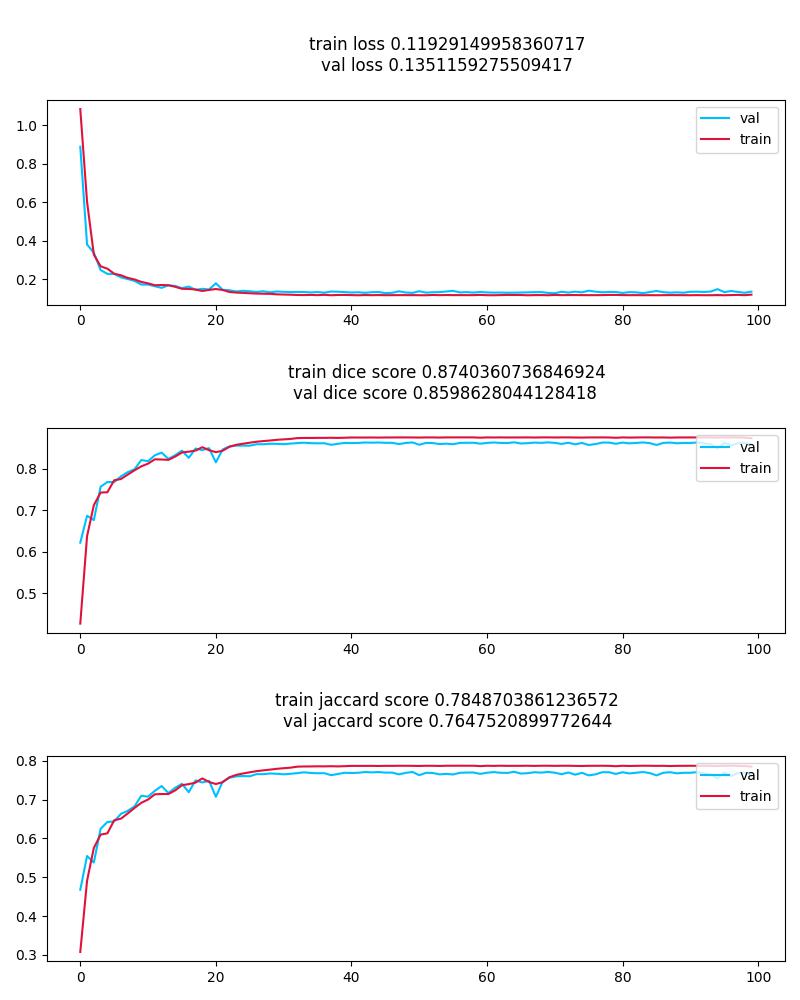 train loss 0.11929149958360717
val loss 0.1351159275509417
1.0
0.8
0.6
0.4
0.2
val
train
0 20 40 60 80 100
train dice score 0.8740360736846924
val dice score 0.8598628044128418
0.8
0.7
0.6
0.5
val
train
0 20 40 60 80 100
train jaccard score 0.7848703861236572
val jaccard score 0.7647520899772644
0.8
0.7
0.6
0.5
0.4
0.3
val
train
0 20 40 60 80 100